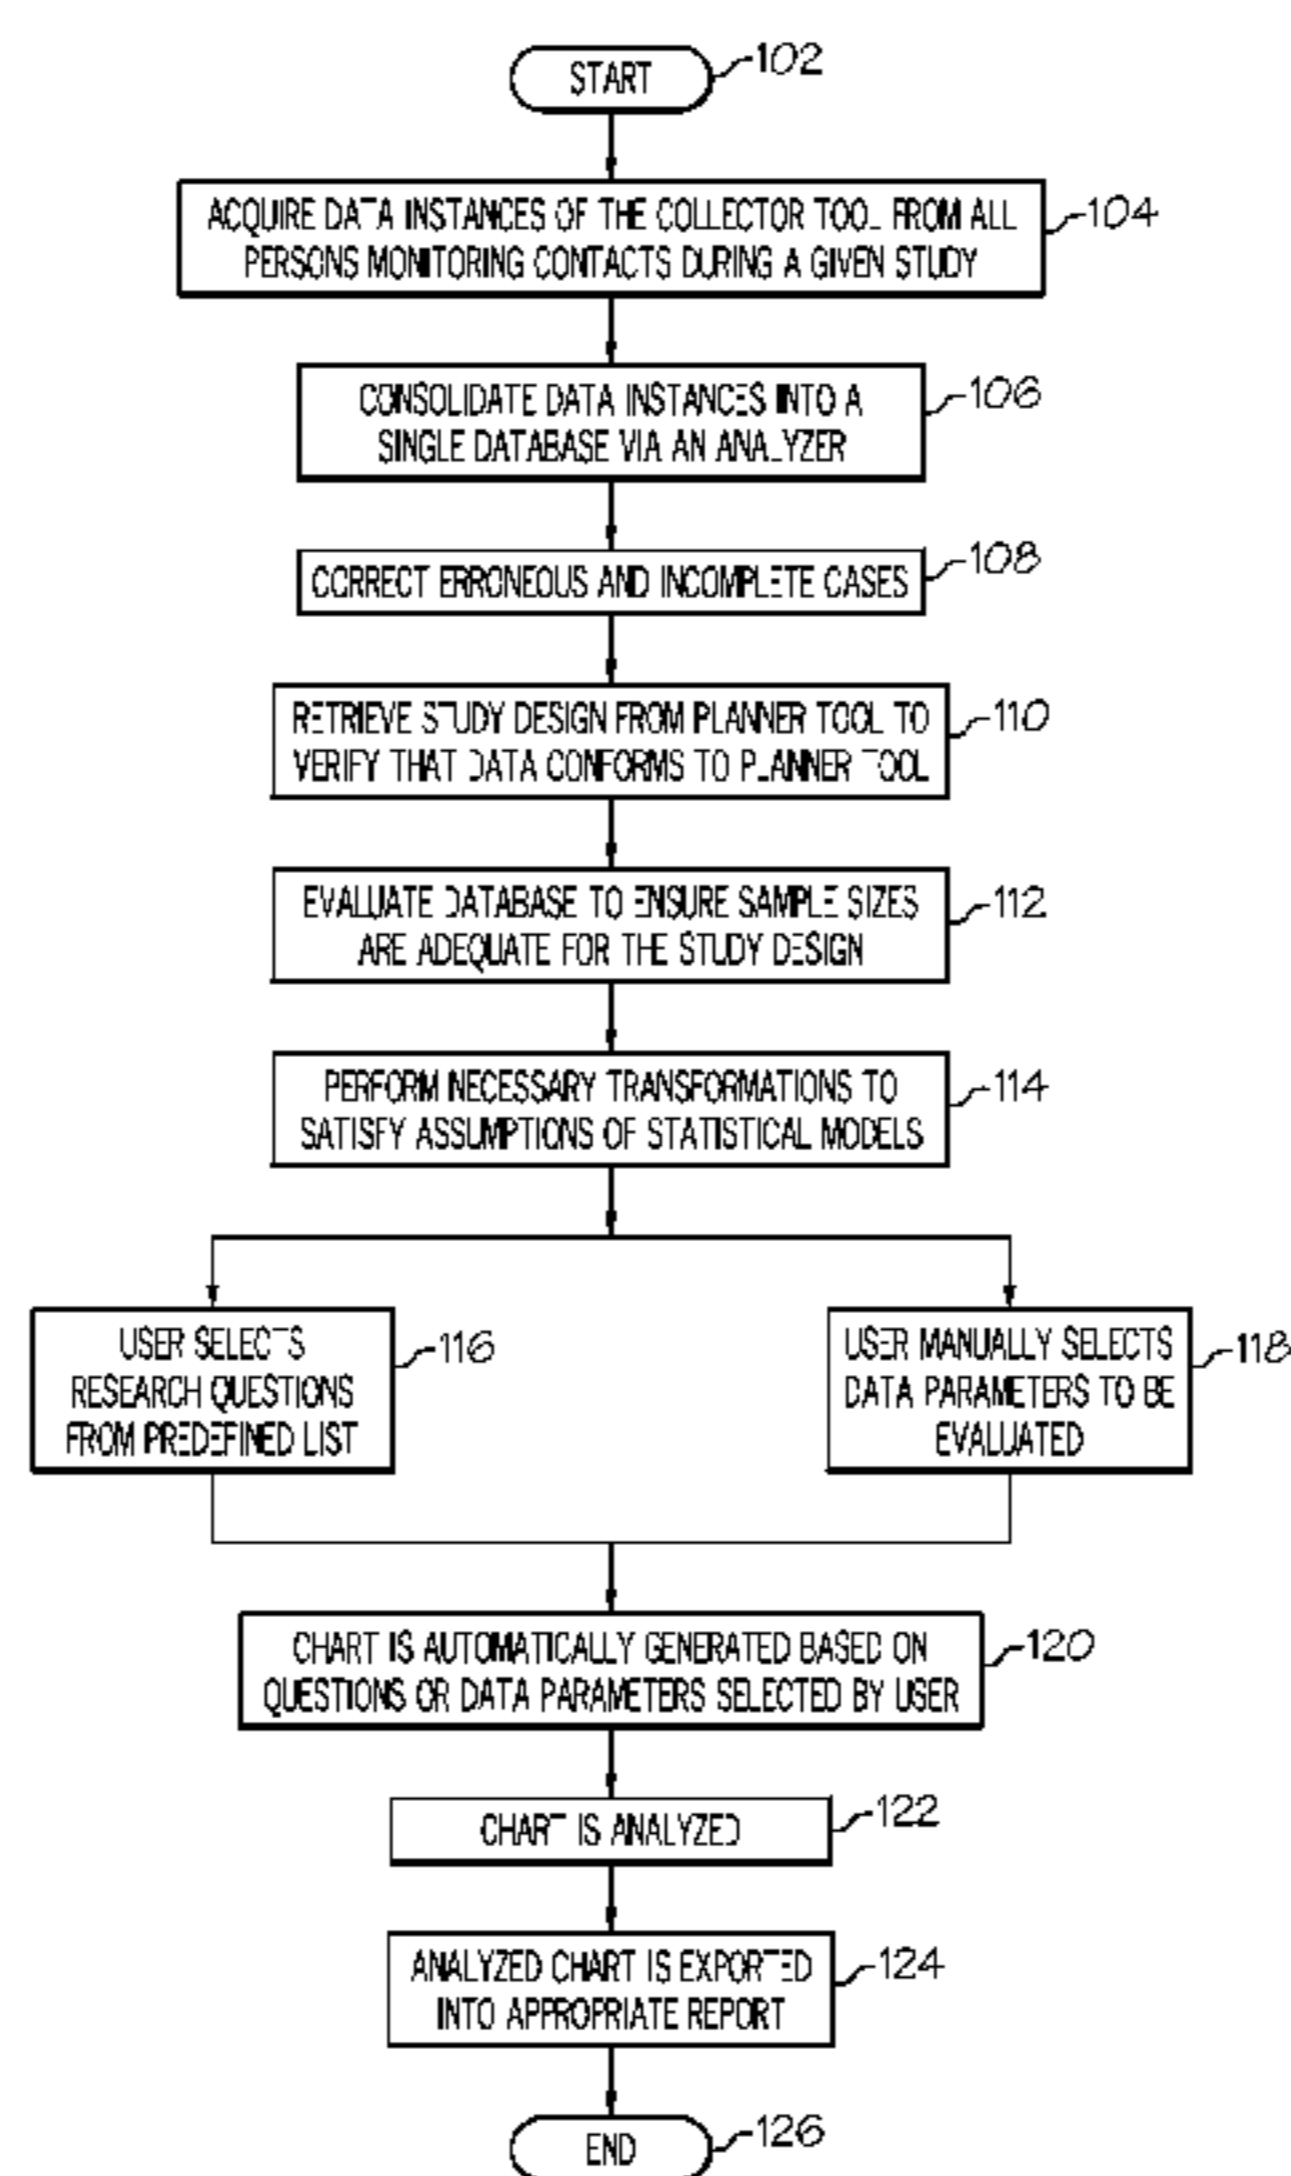 START
102
ACQUIRE DATA INSTANCES OF THE COLLECTOR TOOL FROM ALL
PERSONS MONITORING CONTACTS DURING A GIVEN STUDY
104
CONSOLIDATE DATA INSTANCES INTO A
SINGLE DATABASE VIA AN ANALYZER
106
CORRECT ERRONEOUS AND INCOMPLETE CASES
108
RETRIEVE STUDY DESIGN FROM PLANNER TOOL TO
VERIFY THAT DATA CONFORMS TO PLANNER TOOL
110
EVALUATE DATABASE TO ENSURE SAMPLE SIZES
ARE ADEQUATE FOR THE STUDY DESIGN
112
PERFORM NECESSARY TRANSFORMATIONS TO
SATISFY ASSUMPTIONS OF STATISTICAL MODELS
114
USER SELECTS
RESEARCH QUESTIONS
FROM PREDEFINED LIST
116
USER MANUALLY SELECTS
DATA PARAMETERS TO BE
EVALUATED
118
CHART IS AUTOMATICALLY GENERATED BASED ON
QUESTIONS OR DATA PARAMETERS SELECTED BY USER
120
CHART IS ANALYZED
122
ANALYZED CHART IS EXPORTED
INTO APPROPRIATE REPORT
124
END
126